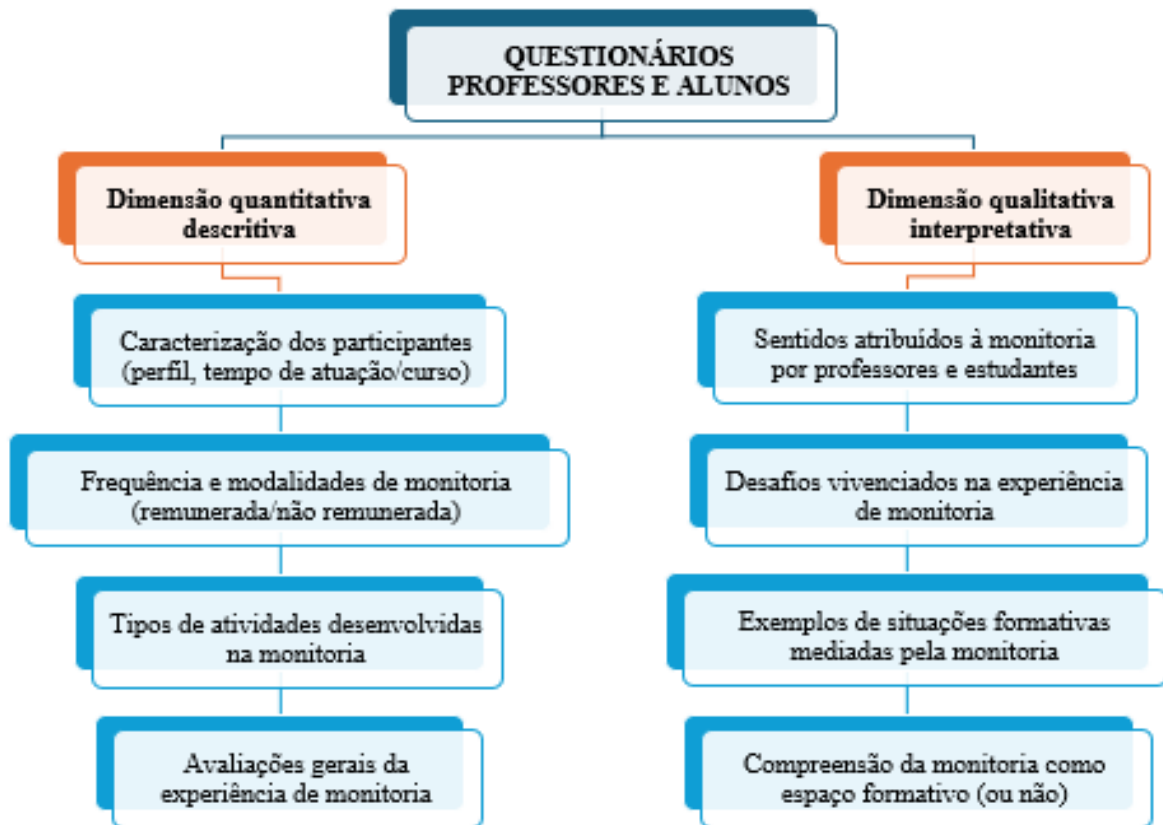 QUESTIONÁRIOS
PROFESSORES E ALUNOS
Dimensão quantitativa
descritiva
Caracterização dos participantes
(perfil, tempo de atuação/curso)
Frequência e modalidades de monitoria
(remunerada/não remunerada)
Tipos de atividades desenvolvidas
na monitoria
Avaliações gerais da
experiência de monitoria
Dimensão qualitativa
interpretativa
Sentidos atribuídos à monitoria
por professores e estudantes
Desafios vivenciados na experiência
de monitoria
Exemplos de situações formativas
mediadas pela monitoria
Compreensão da monitoria como
espaço formativo (ou não)